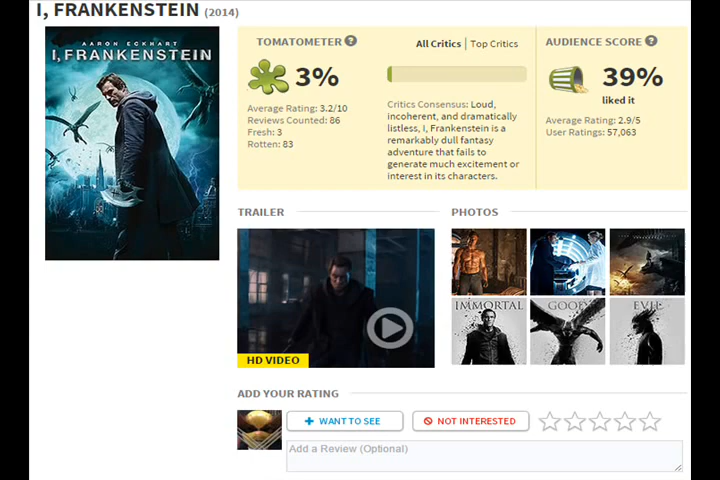 I, FRANKENSTEIN (2014)
AARON ECKHART
I, FRANKENSTEIN
TOMATOMETER ?
All Critics | Top Critics
AUDIENCE SCORE ?
3%
39%
liked it
Average Rating: 3.2/10
Reviews Counted: 86
Fresh: 3
Rotten: 83
Critics Consensus: Loud,
incoherent, and dramatically
listless, I, Frankenstein is a
remarkably dull fantasy
adventure that fails to
generate much excitement or
interest in its characters.
Average Rating: 2.9/5
User Ratings: 57,063
TRAILER
PHOTOS
HD VIDEO
IMMORTAL
GOOD
EVIL
ADD YOUR RATING
+ WANT TO SEE
NOT INTERESTED
Add a Review (Optional)